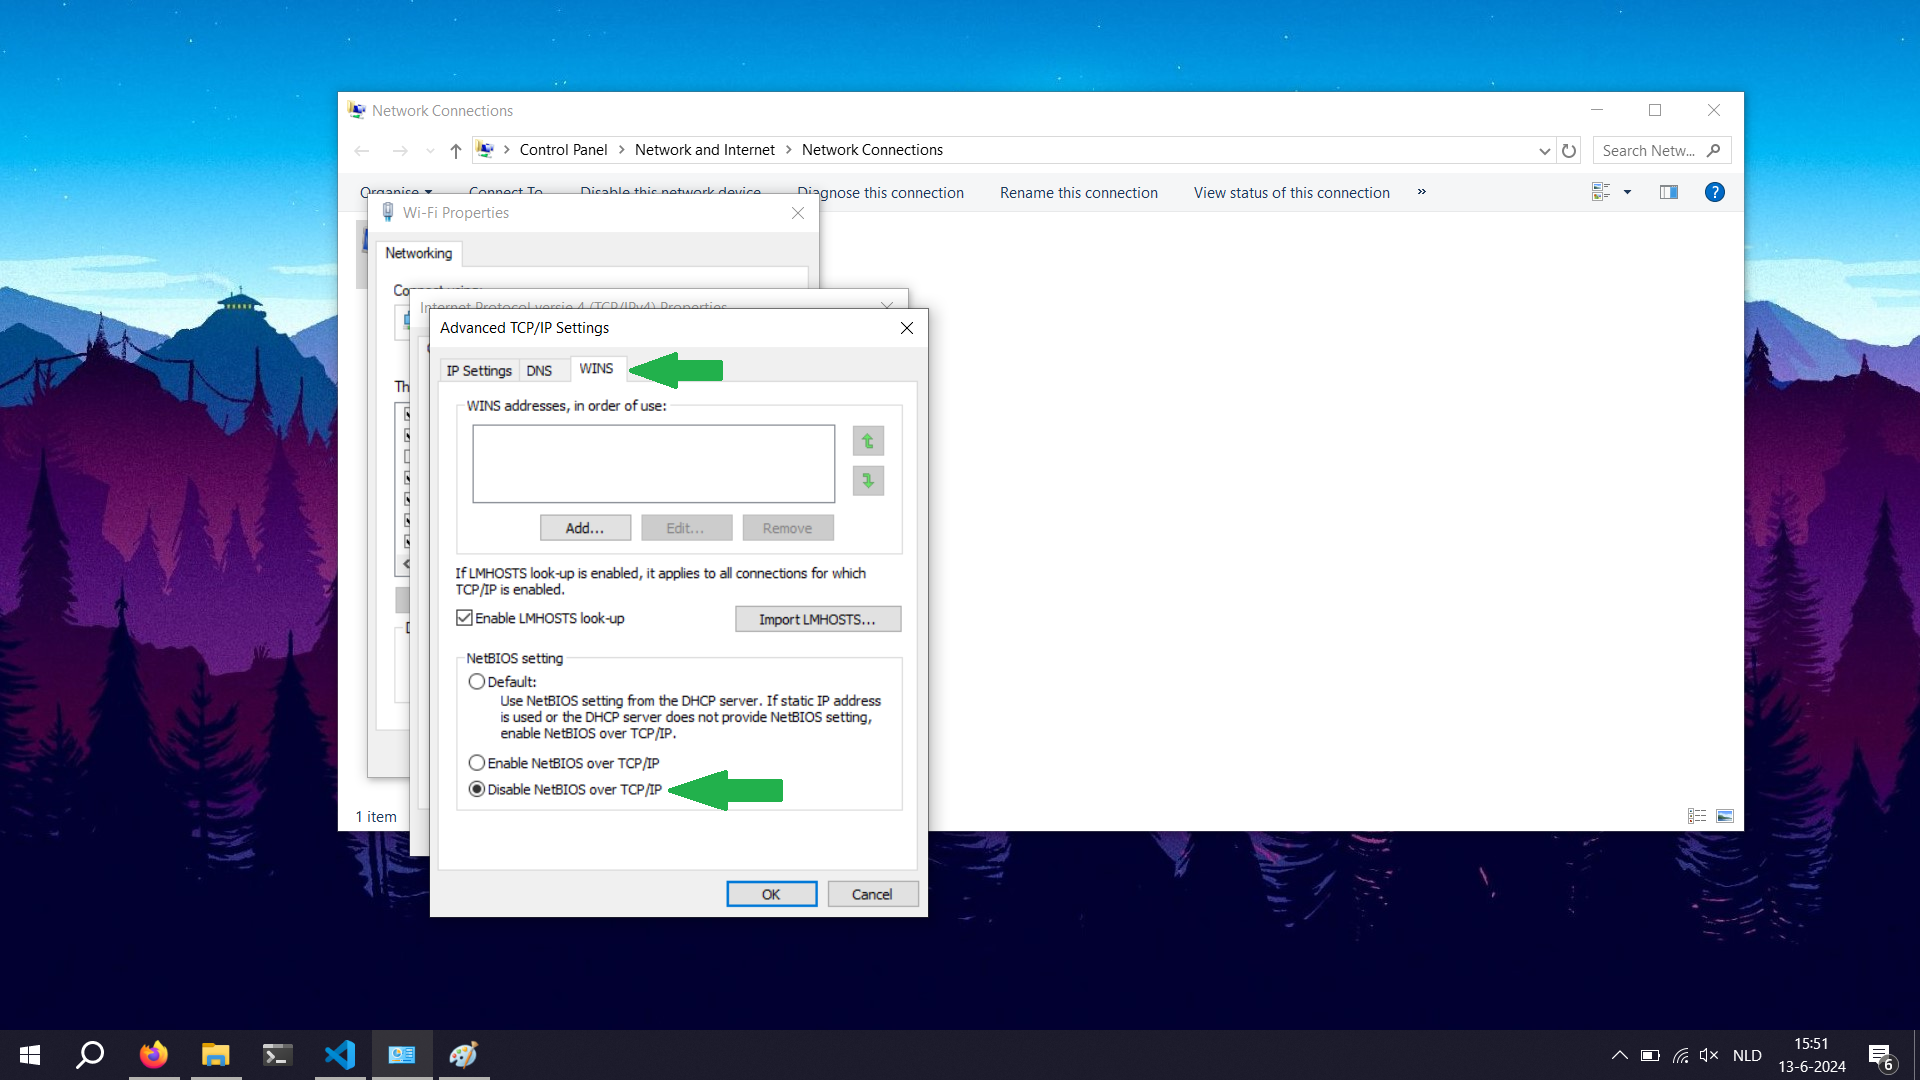 Network Connections
Control Panel
Network and Internet
Network Connections
Search Netw...
Organise
Connect To
Disable this network device
Diagnose this connection
Rename this connection
View status of this connection
»
Wi-Fi Properties
Networking
Connect using:
Internet Protocol versie 4 (TCP/IPv4) Properties
Advanced TCP/IP Settings
IP Settings
DNS
WINS
WINS addresses, in order of use:
Add...
Edit...
Remove
If LMHOSTS look-up is enabled, it applies to all connections for which
TCP/IP is enabled.
Enable LMHOSTS look-up
Import LMHOSTS...
NetBIOS setting
Default:
Use NetBIOS setting from the DHCP server. If static IP address
is used or the DHCP server does not provide NetBIOS setting,
enable NetBIOS over TCP/IP.
Enable NetBIOS over TCP/IP
Disable NetBIOS over TCP/IP
OK
Cancel
1 item
NLD
15:51
13-6-2024
6